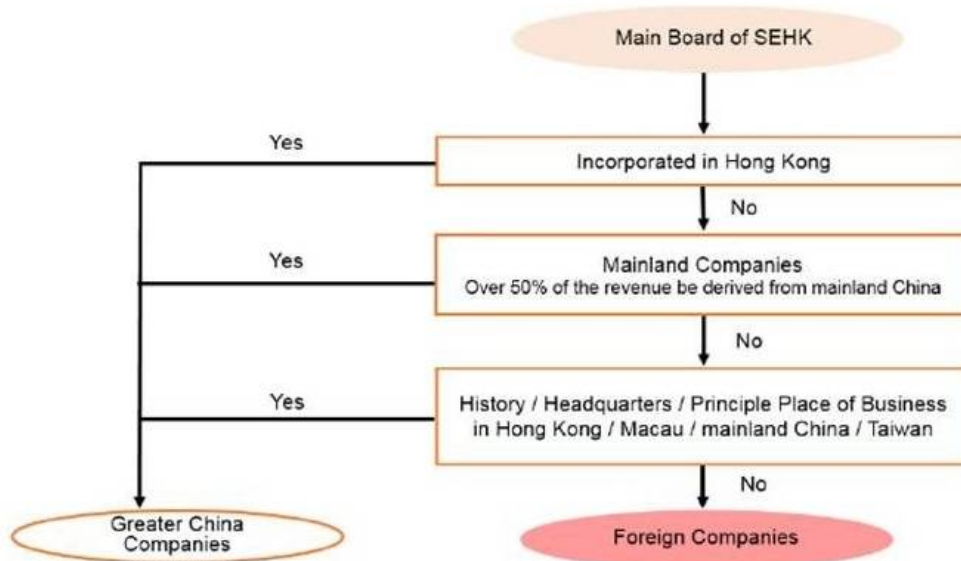 Main Board of SEHK
Yes
Incorporated in Hong Kong
No
Yes
Mainland Companies
Over 50% of the revenue be derived from mainland China
No
Yes
History / Headquarters / Principle Place of Business
in Hong Kong / Macau / mainland China / Taiwan
No
Greater China
Companies
Foreign Companies